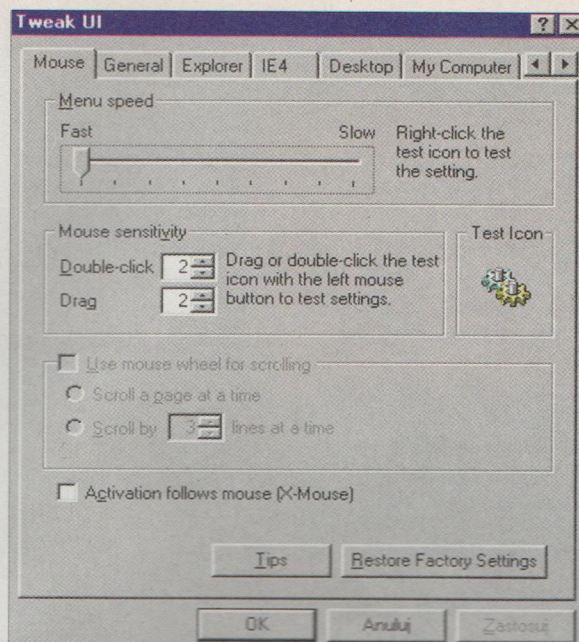 Tweak UI
Mouse General Explorer IE4 Desktop My Computer
Menu speed
Fast Slow
Right-click the
test icon to test
the setting.
Mouse sensitivity
Double-click 2
Drag 2
Drag or double-click the test
icon with the left mouse
button to test settings.
Test Icon
Use mouse wheel for scrolling
Scroll a page at a time
Scroll by 3 lines at a time
Activation follows mouse (X-Mouse)
Tips Restore Factory Settings
OK Anuluj Zastosuj